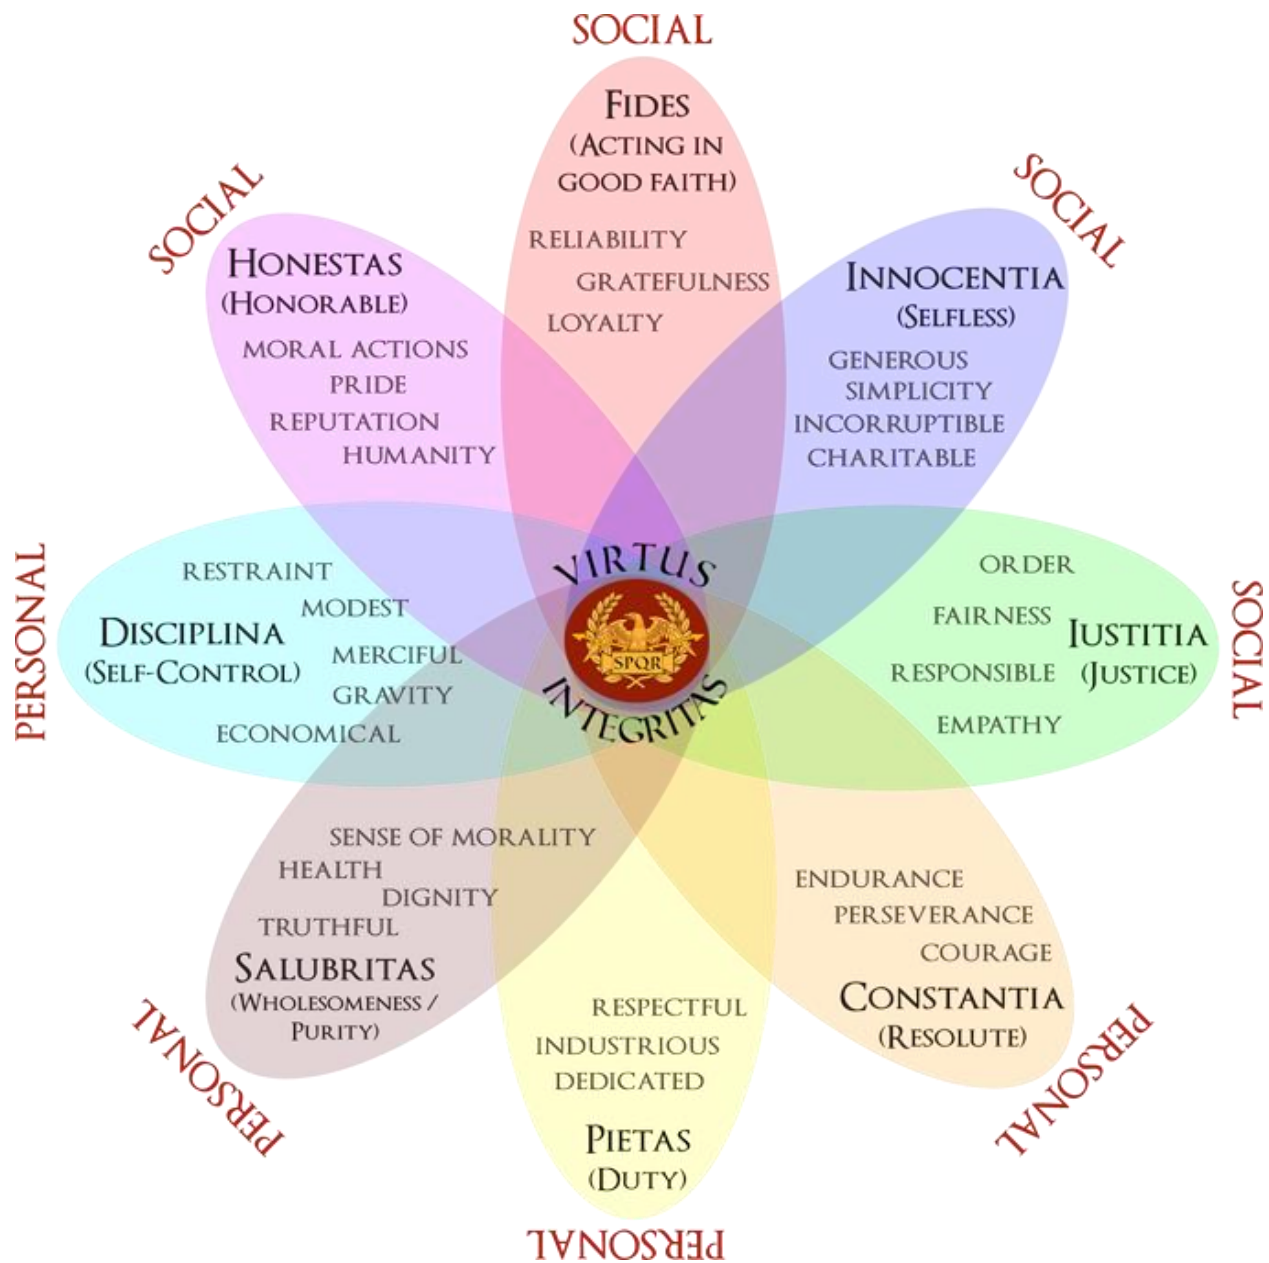 SOCIAL
FIDES
(ACTING IN
GOOD FAITH)
RELIABILITY
GRATEFULNESS
LOYALTY
SOCIAL
INNOCENTIA
(SELFLESS)
GENEROUS
SIMPLICITY
INCORRUPTIBLE
CHARITABLE
SOCIAL
IUSTITIA
(JUSTICE)
ORDER
FAIRNESS
RESPONSIBLE
EMPATHY
PERSONAL
ENDURANCE
PERSEVERANCE
COURAGE
CONSTANTIA
(RESOLUTE)
PERSONAL
RESPECTFUL
INDUSTRIOUS
DEDICATED
PIETAS
(DUTY)
PERSONAL
SENSE OF MORALITY
HEALTH
DIGNITY
TRUTHFUL
SALUBRITAS
(WHOLESOMENESS /
PURITY)
PERSONAL
RESTRAINT
MODEST
DISCIPLINA
(SELF-CONTROL)
MERCIFUL
GRAVITY
ECONOMICAL
SOCIAL
HONESTAS
(HONORABLE)
MORAL ACTIONS
PRIDE
REPUTATION
HUMANITY
VIRTUS
SPQR
INTEGRITAS